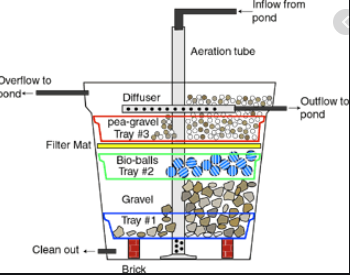 Inflow from
pond
Aeration tube
Overflow to
pond
Diffuser
Outflow to
pond
pea-gravel
Tray #3
Filter Mat
Bio-balls
Tray #2
Gravel
Tray #1
Clean out
Brick